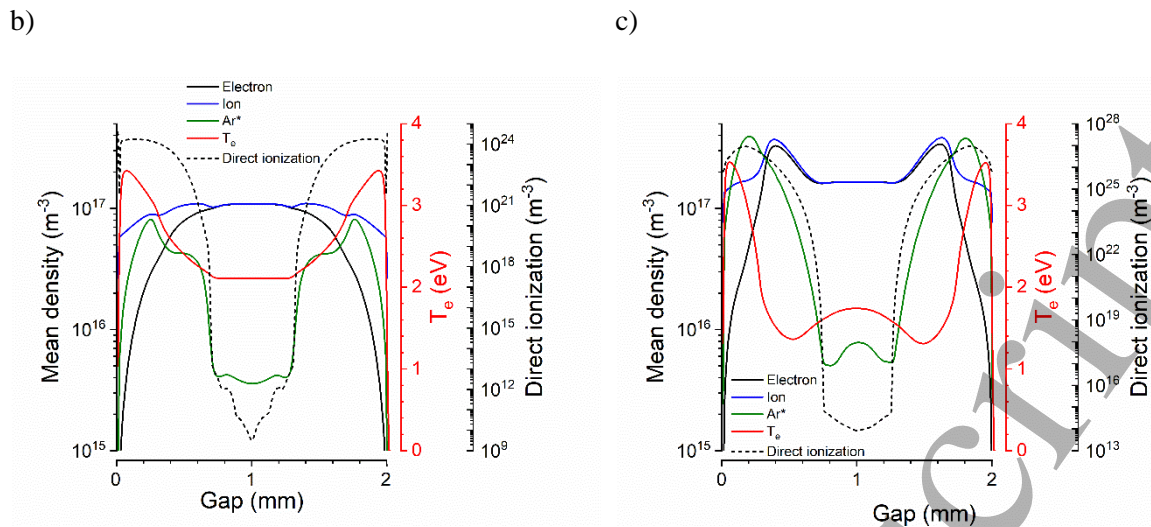 b)
c)
Electron
Ion
Ar*
T_e
Direct ionization
10^17
10^16
10^15
Mean density (m^-3)
0 1 2
Gap (mm)
4
3
2
1
0
T_e (eV)
10^24
10^21
10^18
10^15
10^12
10^9
Direct ionization (m^-3)
10^17
10^16
10^15
Mean density (m^-3)
Electron
Ion
Ar*
T_e
Direct ionization
0 1 2
Gap (mm)
4
3
2
1
0
T_e (eV)
10^28
10^25
10^22
10^19
10^16
10^13
Direct ionization (m^-3)